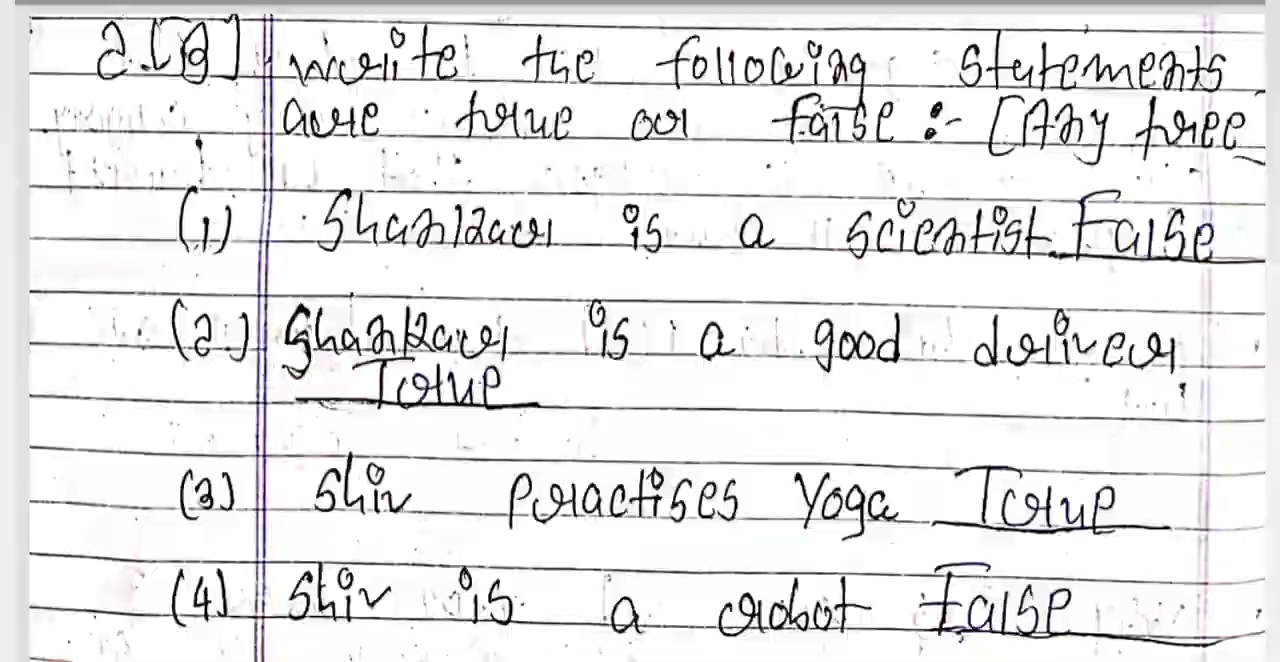 2.[B] write the following statements
are true or false :- [Any three
(1) Shankar is a scientist. False
(2.) Shankar is a good driver.
True
(3) Shiv Practises Yoga True
(4) Shiv is a robot False